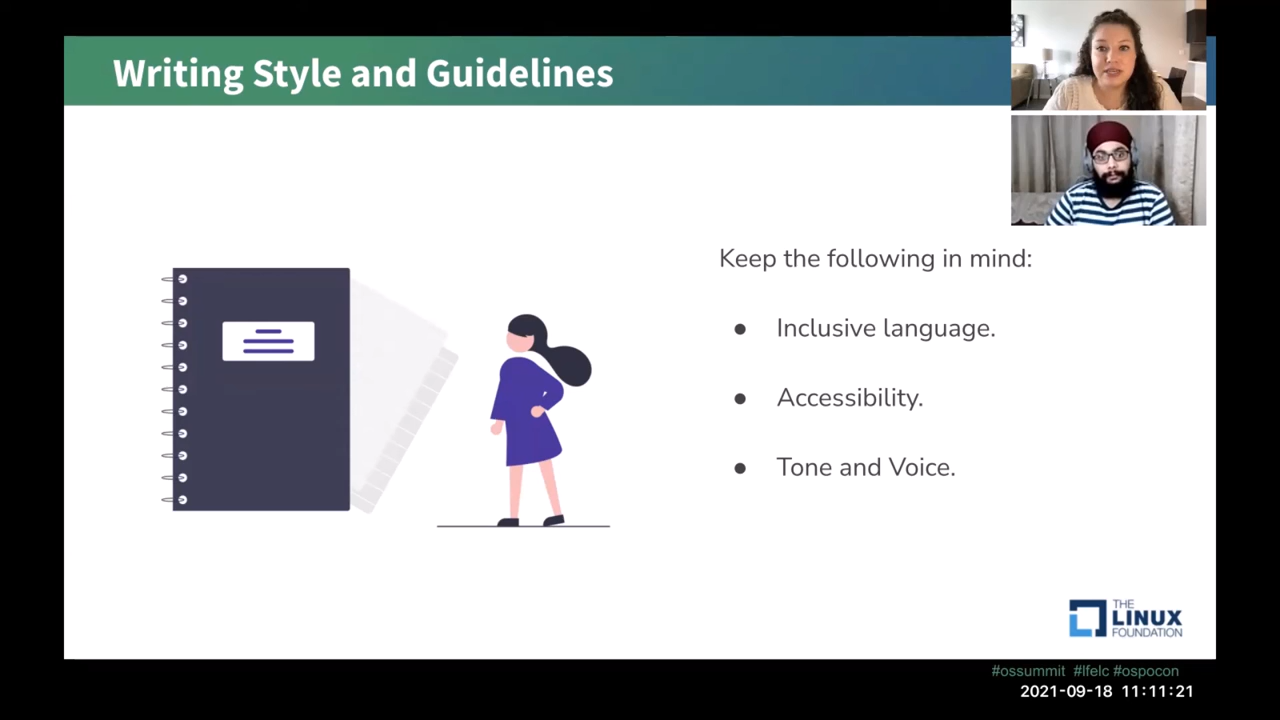 Writing Style and Guidelines
Keep the following in mind:
● Inclusive language.
● Accessibility.
● Tone and Voice.
THE
LINUX
FOUNDATION
#ossummit #lfelc #ospocon
2021-09-18 11:11:21